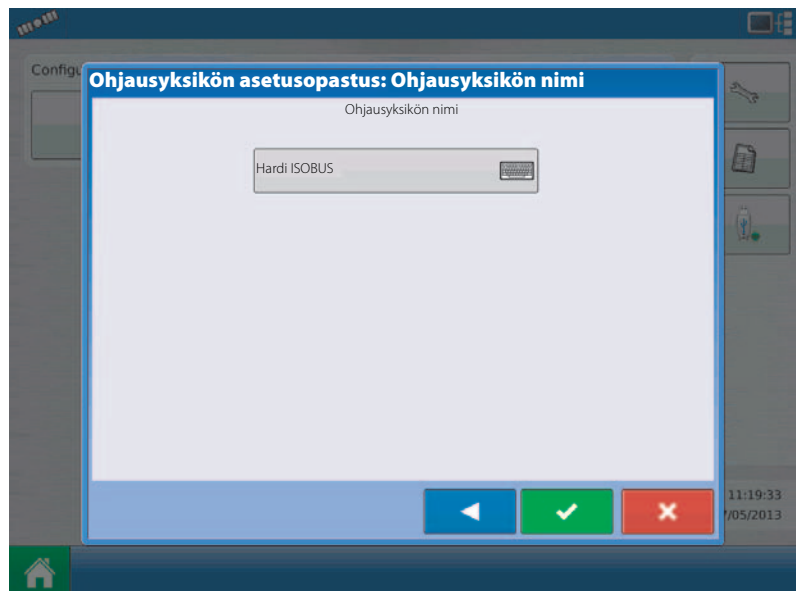 Configu
Ohjausyksikön asetusopastus: Ohjausyksikön nimi
Ohjausyksikön nimi
Hardi ISOBUS
11:19:33
/05/2013